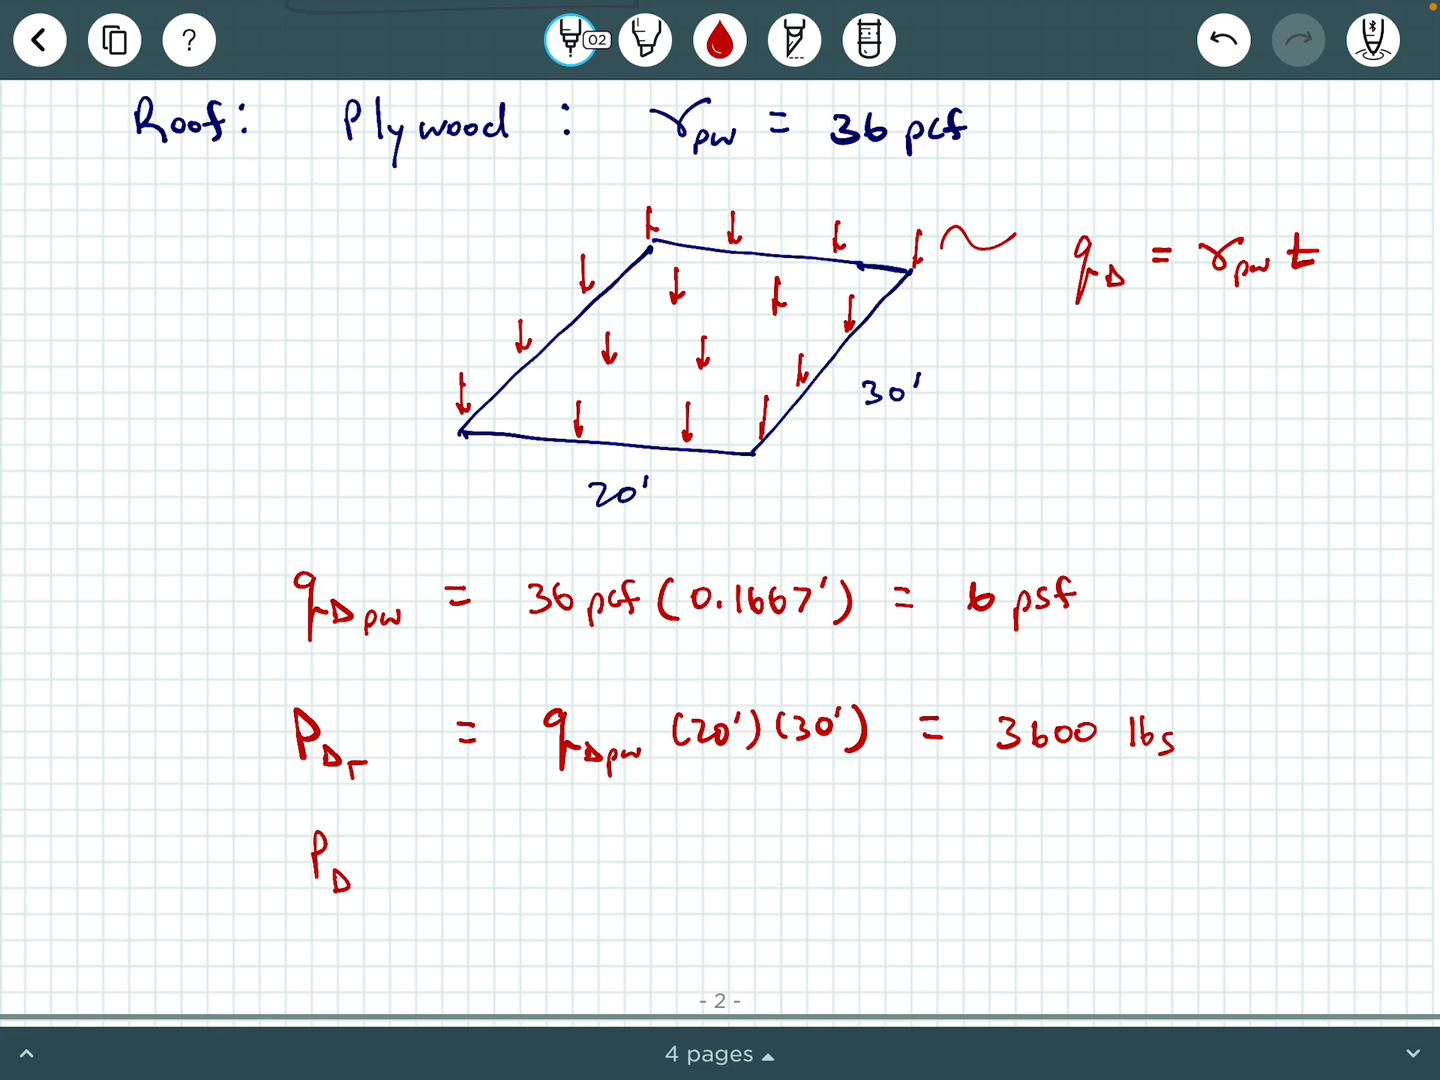 ?
02
Roof: Plywood : γpw = 36 pcf
qD = γpw t
30'
20'
qDpw = 36 pcf (0.1667') = 6 psf
PDr = qDpw (20')(30') = 3600 lbs
PD
- 2 -
4 pages